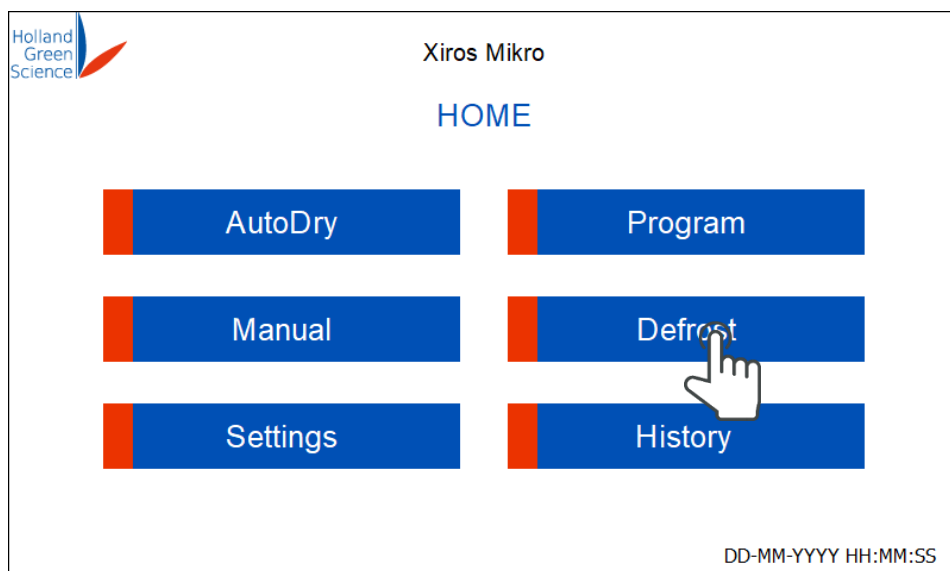 Holland
Green
Science
Xiros Mikro
HOME
AutoDry
Program
Manual
Defrost
Settings
History
DD-MM-YYYY HH:MM:SS